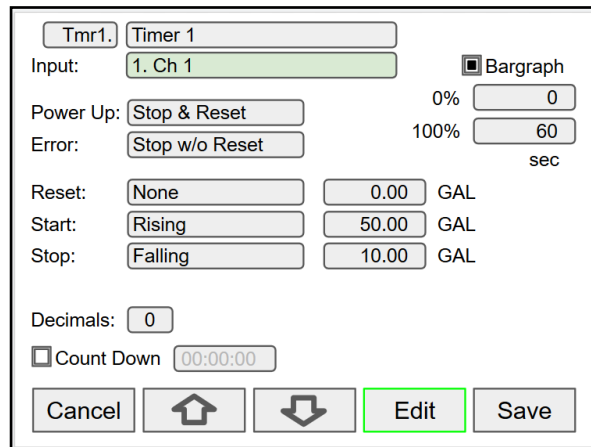 Tmr1. Timer 1
Input: 1. Ch 1
Bargraph
0% 0
Power Up: Stop & Reset
100% 60
Error: Stop w/o Reset
sec
Reset: None 0.00 GAL
Start: Rising 50.00 GAL
Stop: Falling 10.00 GAL
Decimals: 0
Count Down 00:00:00
Cancel Edit Save